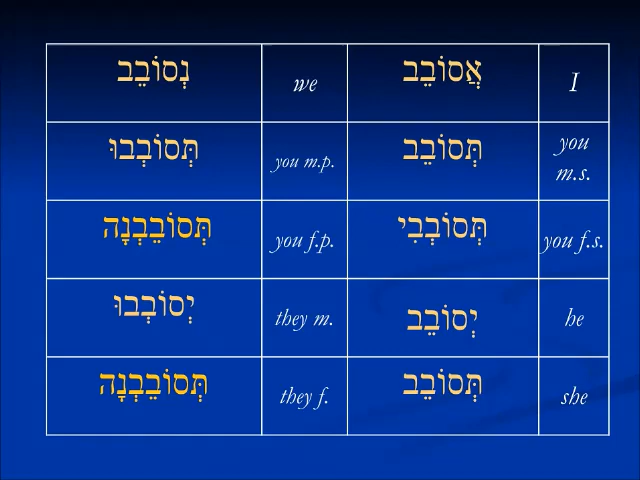 I
אֲסוֹבֵב
we
נְסוֹבֵב
you
m.s.
תְּסוֹבֵב
you m.p.
תְּסוֹבְבוּ
you f.s.
תְּסוֹבְבִי
you f.p.
תְּסוֹבֵבְנָה
he
יְסוֹבֵב
they m.
יְסוֹבְבוּ
she
תְּסוֹבֵב
they f.
תְּסוֹבֵבְנָה